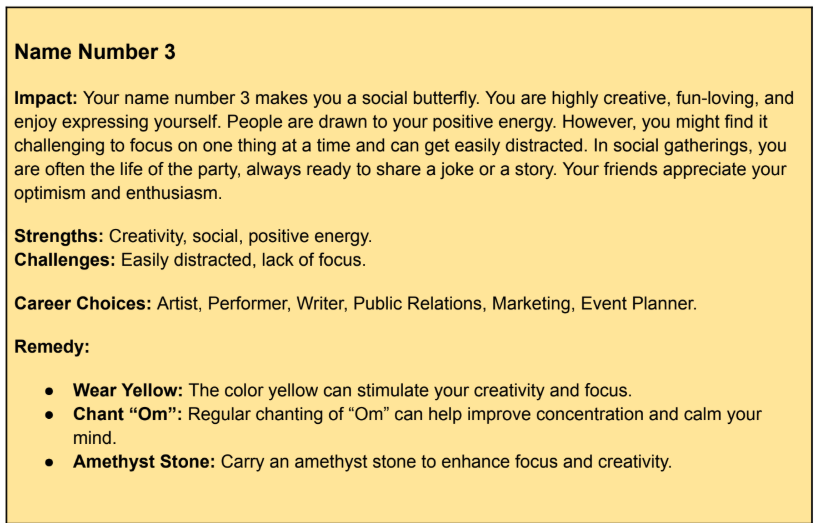 Name Number 3
Impact: Your name number 3 makes you a social butterfly. You are highly creative, fun-loving, and
enjoy expressing yourself. People are drawn to your positive energy. However, you might find it
challenging to focus on one thing at a time and can get easily distracted. In social gatherings, you
are often the life of the party, always ready to share a joke or a story. Your friends appreciate your
optimism and enthusiasm.
Strengths: Creativity, social, positive energy.
Challenges: Easily distracted, lack of focus.
Career Choices: Artist, Performer, Writer, Public Relations, Marketing, Event Planner.
Remedy:
● Wear Yellow: The color yellow can stimulate your creativity and focus.
● Chant “Om”: Regular chanting of “Om” can help improve concentration and calm your
mind.
● Amethyst Stone: Carry an amethyst stone to enhance focus and creativity.